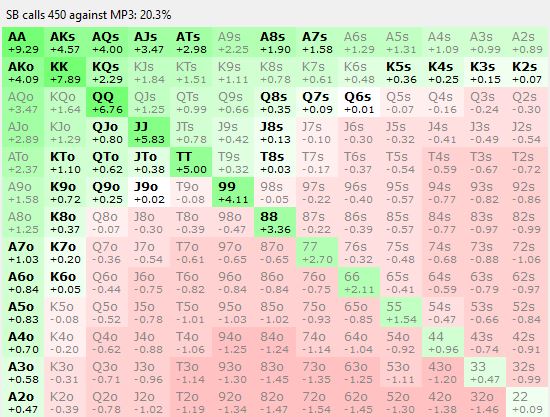 SB calls 450 against MP3: 20.3%
AA AKs AQs AJs ATs A9s A8s A7s A6s A5s A4s A3s A2s
+9.29 +4.57 +4.00 +3.47 +2.98 +2.25 +1.90 +1.58 +1.29 +1.31 +1.09 +0.99 +0.89
AKo KK KQs KJs KTs K9s K8s K7s K6s K5s K4s K3s K2s
+4.09 +7.89 +2.29 +1.84 +1.51 +1.11 +0.78 +0.61 +0.48 +0.36 +0.25 +0.15 +0.07
AQo KQo QQ QJs QTs Q9s Q8s Q7s Q6s Q5s Q4s Q3s Q2s
+3.47 +1.64 +6.76 +1.25 +0.99 +0.66 +0.35 +0.09 +0.01 -0.07 -0.16 -0.24 -0.30
AJo KJo QJo JJ JTs J9s J8s J7s J6s J5s J4s J3s J2s
+2.89 +1.29 +0.80 +5.83 +0.78 +0.42 +0.13 -0.10 -0.30 -0.32 -0.41 -0.49 -0.54
ATo KTo QTo JTo TT T9s T8s T7s T6s T5s T4s T3s T2s
+2.37 +1.10 +0.62 +0.38 +5.00 +0.32 +0.03 -0.17 -0.37 -0.54 -0.59 -0.67 -0.72
A9o K9o Q9o J9o T9o 99 98s 97s 96s 95s 94s 93s 92s
+1.58 +0.72 +0.25 +0.02 -0.08 +4.11 -0.05 -0.22 -0.40 -0.57 -0.77 -0.82 -0.86
A8o K8o Q8o J8o T8o 98o 88 87s 86s 85s 84s 83s 82s
+1.25 +0.37 -0.07 -0.30 -0.39 -0.47 +3.36 -0.22 -0.39 -0.57 -0.77 -0.95 -0.98
A7o K7o Q7o J7o T7o 97o 87o 77 76s 75s 74s 73s 72s
+1.03 +0.20 -0.36 -0.54 -0.61 -0.65 -0.65 +2.70 -0.32 -0.48 -0.68 -0.88 -1.06
A6o K6o Q6o J6o T6o 96o 86o 76o 66 65s 64s 63s 62s
+0.84 +0.05 -0.44 -0.75 -0.82 -0.84 -0.84 -0.75 +2.11 -0.41 -0.59 -0.79 -0.97
A5o K5o Q5o J5o T5o 95o 85o 75o 65o 55 54s 53s 52s
+0.83 -0.08 -0.52 -0.78 -1.01 -1.03 -1.02 -0.93 -0.85 +1.54 -0.47 -0.66 -0.84
A4o K4o Q4o J4o T4o 94o 84o 74o 64o 54o 44 43s 42s
+0.70 -0.20 -0.62 -0.88 -1.06 -1.25 -1.24 -1.14 -1.04 -0.92 +0.96 -0.74 -0.91
A3o K3o Q3o J3o T3o 93o 83o 73o 63o 53o 43o 33 32s
+0.58 -0.31 -0.71 -0.96 -1.14 -1.30 -1.45 -1.35 -1.25 -1.11 -1.20 +0.47 -0.99
A2o K2o Q2o J2o T2o 92o 82o 72o 62o 52o 42o 32o 22
+0.47 -0.39 -0.78 -1.02 -1.19 -1.34 -1.47 -1.54 -1.45 -1.30 -1.38 -1.46 +0.09